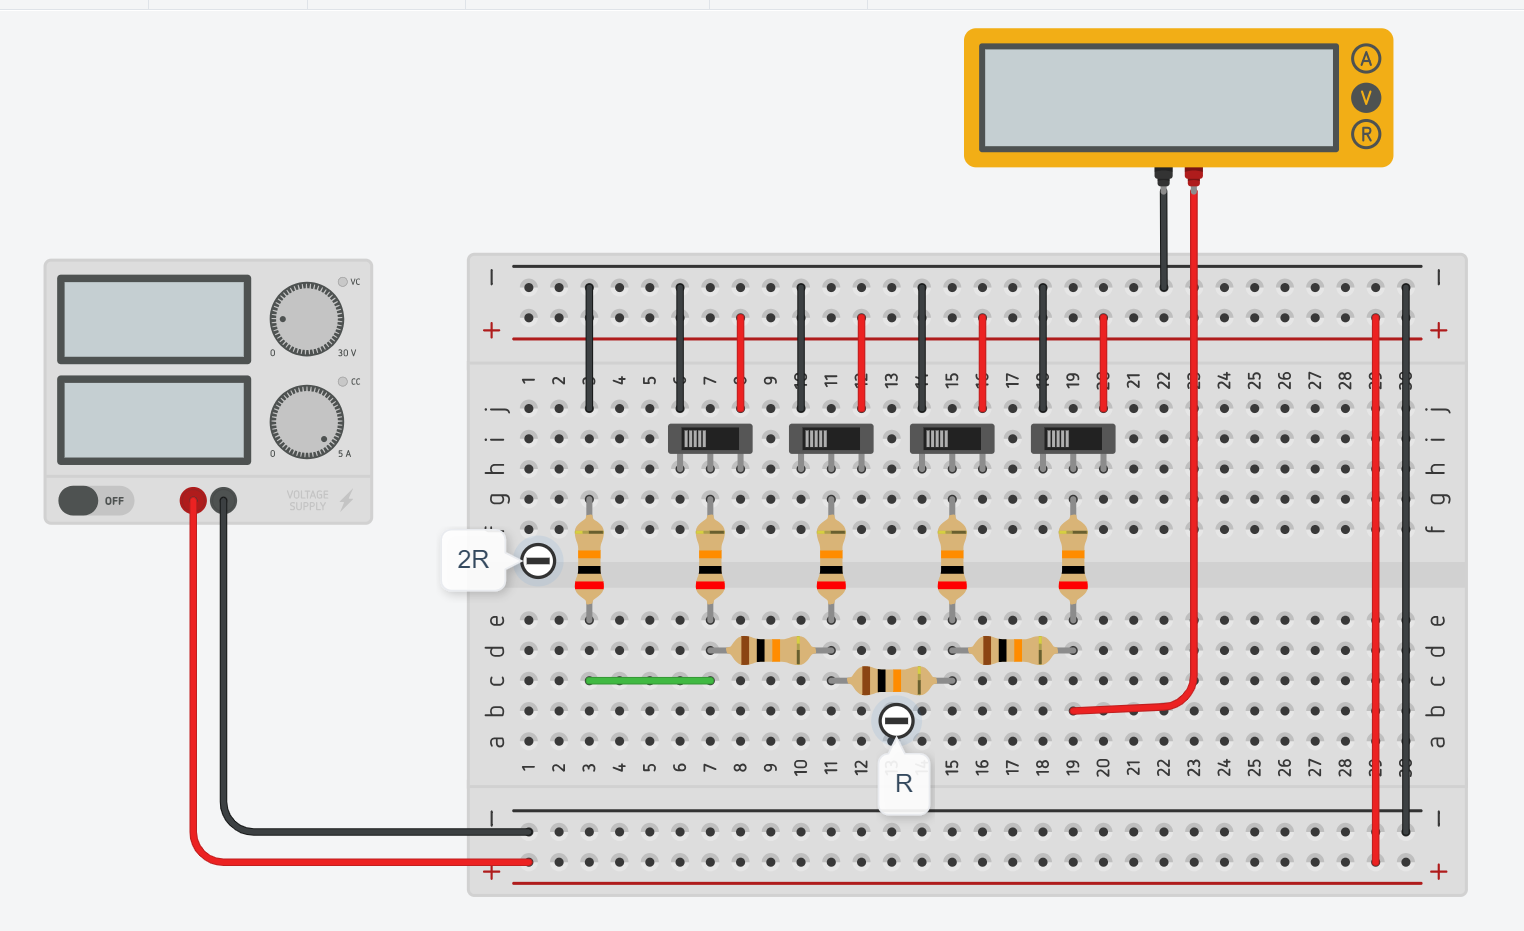 A
V
R
VC
0
30 V
CC
0
5 A
OFF
VOLTAGE
SUPPLY
2R
R
− −
+ +
1 2 3 4 5 6 7 8 9 10 11 12 13 14 15 16 17 18 19 20 21 22 23 24 25 26 27 28 29 30
j j
i i
h h
g g
f f
e e
d d
c c
b b
a a
1 2 3 4 5 6 7 8 9 10 11 12 13 14 15 16 17 18 19 20 21 22 23 24 25 26 27 28 29 30
− −
+ +